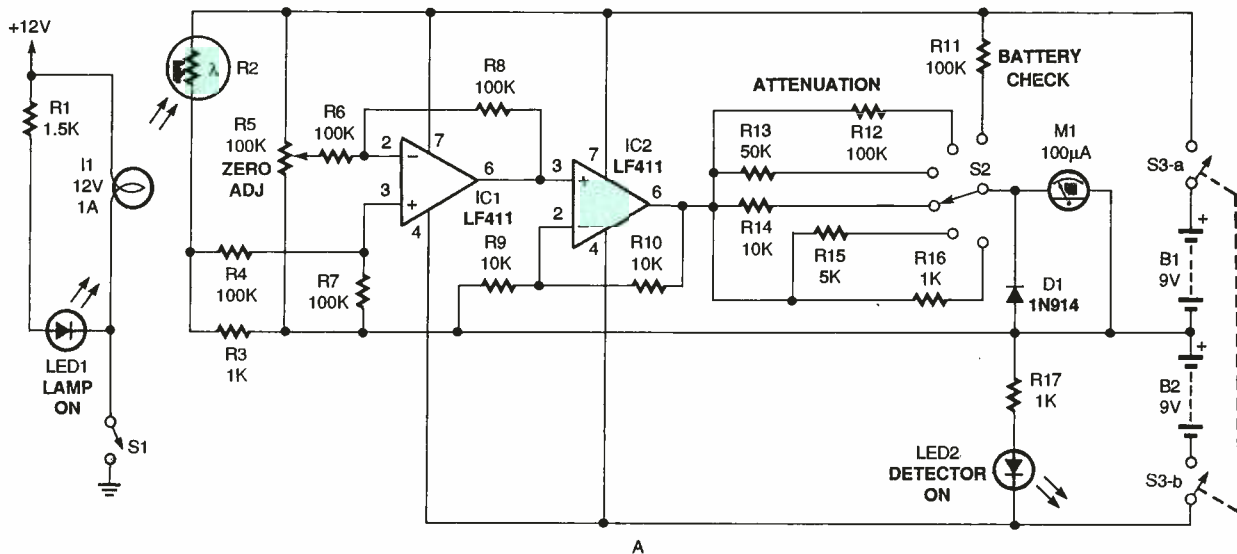 +12V
R1
1.5K
I1
12V
1A
LED1
LAMP
ON
S1
λ
R2
R5
100K
ZERO
ADJ
R6
100K
R8
100K
2
3
7
6
4
IC1
LF411
R4
100K
R7
100K
R3
1K
IC2
LF411
3
2
7
6
4
R9
10K
R10
10K
ATTENUATION
R13
50K
R12
100K
R14
10K
R15
5K
R16
1K
R11
100K
BATTERY
CHECK
S2
M1
100µA
D1
1N914
R17
1K
LED2
DETECTOR
ON
S3-a
+
B1
9V
+
B2
9V
S3-b
A